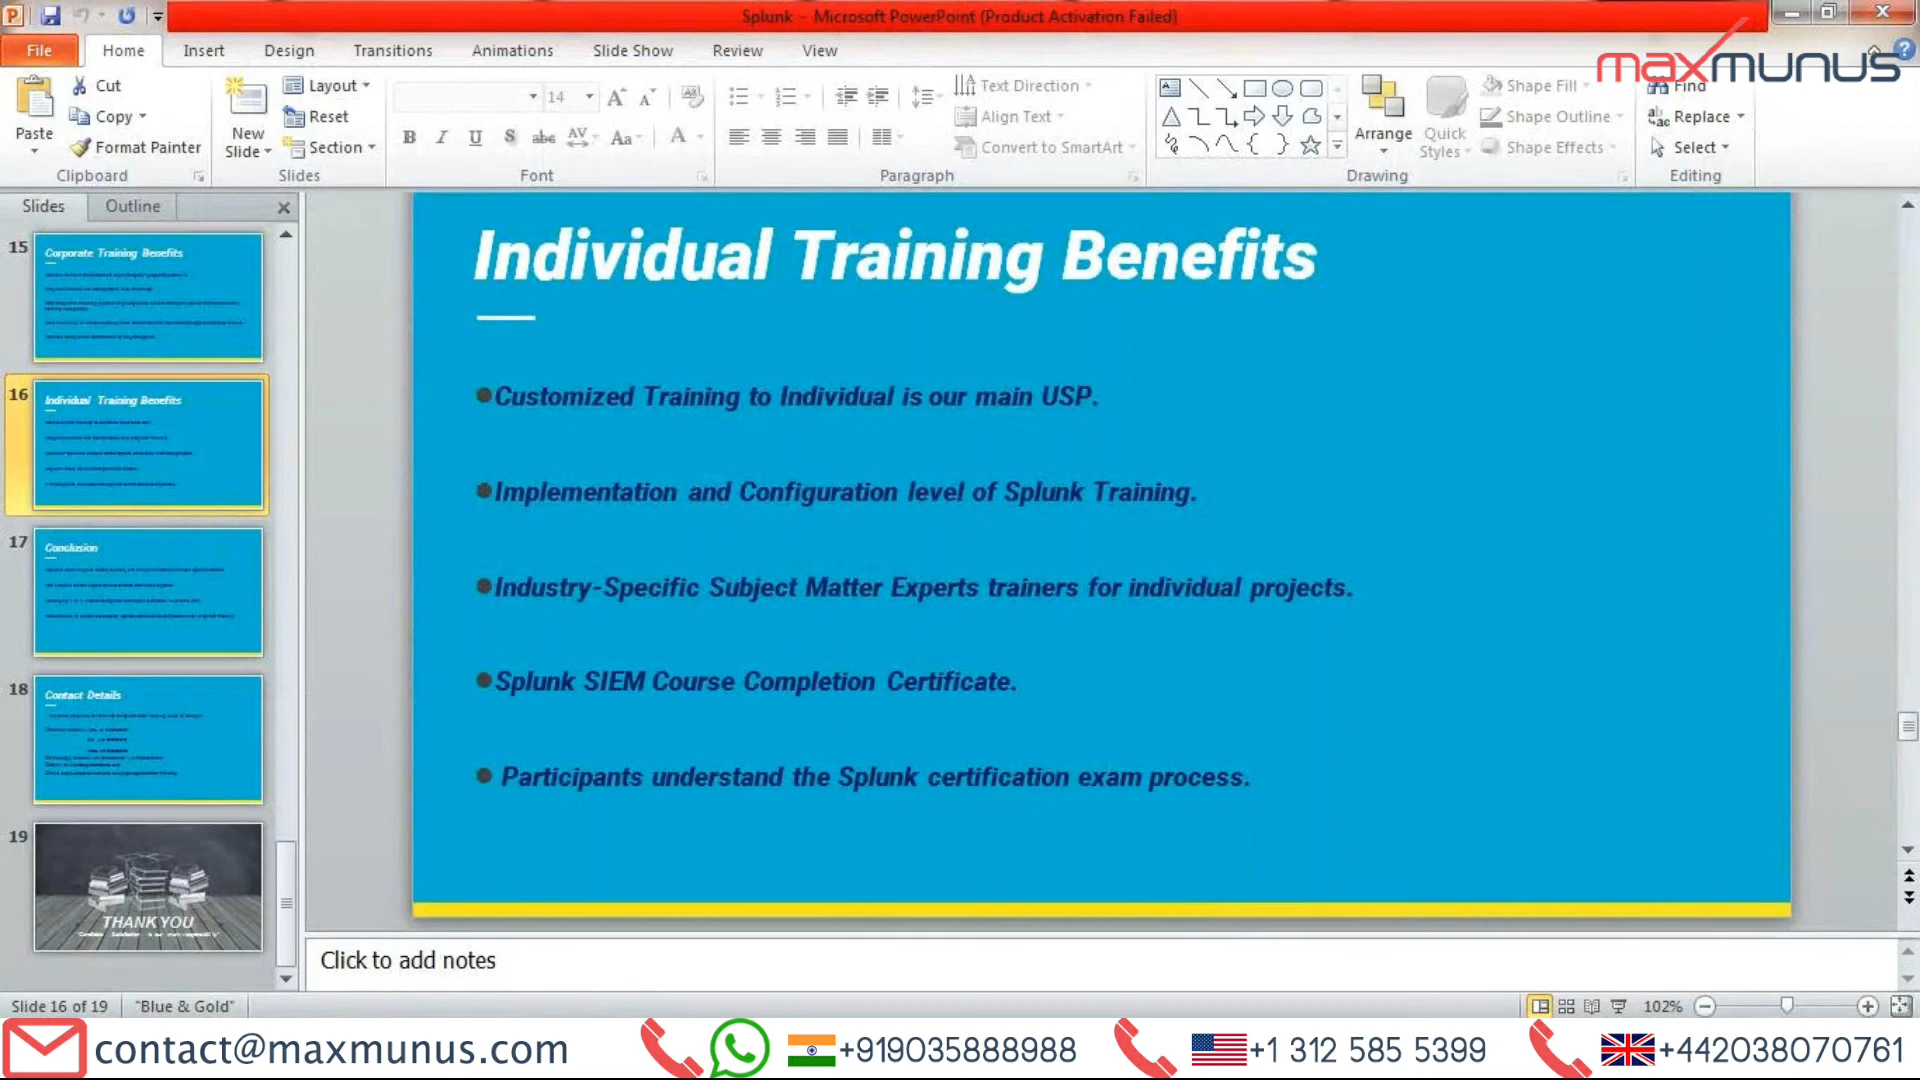 Splunk - Microsoft PowerPoint (Product Activation Failed)
maxmunus
File Home Insert Design Transitions Animations Slide Show Review View
Paste
Cut
Copy
Format Painter
Clipboard
New
Slide
Layout
Reset
Section
Slides
14
B I U S abc AV Aa A
Font
Text Direction
Align Text
Convert to SmartArt
Paragraph
Arrange
Quick
Styles
Shape Fill
Shape Outline
Shape Effects
Drawing
Find
Replace
Select
Editing
Slides Outline
15
Corporate Training Benefits
16
Individual Training Benefits
17
Conclusion
18
Contact Details
19
THANK YOU
Individual Training Benefits
●Customized Training to Individual is our main USP.
●Implementation and Configuration level of Splunk Training.
●Industry-Specific Subject Matter Experts trainers for individual projects.
●Splunk SIEM Course Completion Certificate.
● Participants understand the Splunk certification exam process.
Click to add notes
Slide 16 of 19 "Blue & Gold" 102%
contact@maxmunus.com +919035888988 +1 312 585 5399 +442038070761